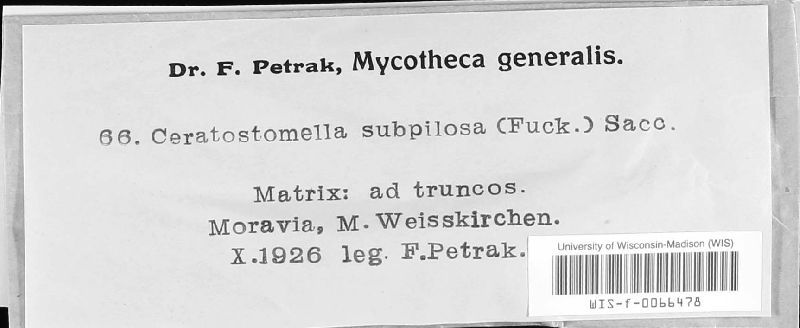 Dr. F. Petrak, Mycotheca generalis.
66. Ceratostomella subpilosa (Fuck.) Sacc.
Matrix: ad truncos.
Moravia, M. Weisskirchen.
X.1926 leg. F.Petrak.
University of Wisconsin-Madison (WIS)
WIS-f-0066478